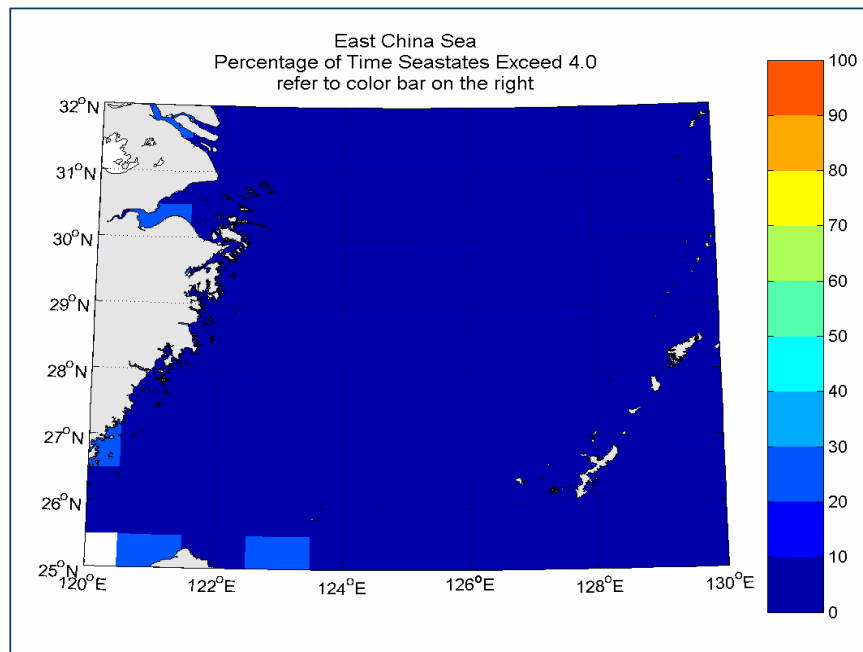 East China Sea
Percentage of Time Seastates Exceed 4.0
refer to color bar on the right
32°N
31°N
30°N
29°N
28°N
27°N
26°N
25°N
120°E
122°E
124°E
126°E
128°E
130°E
100
90
80
70
60
50
40
30
20
10
0